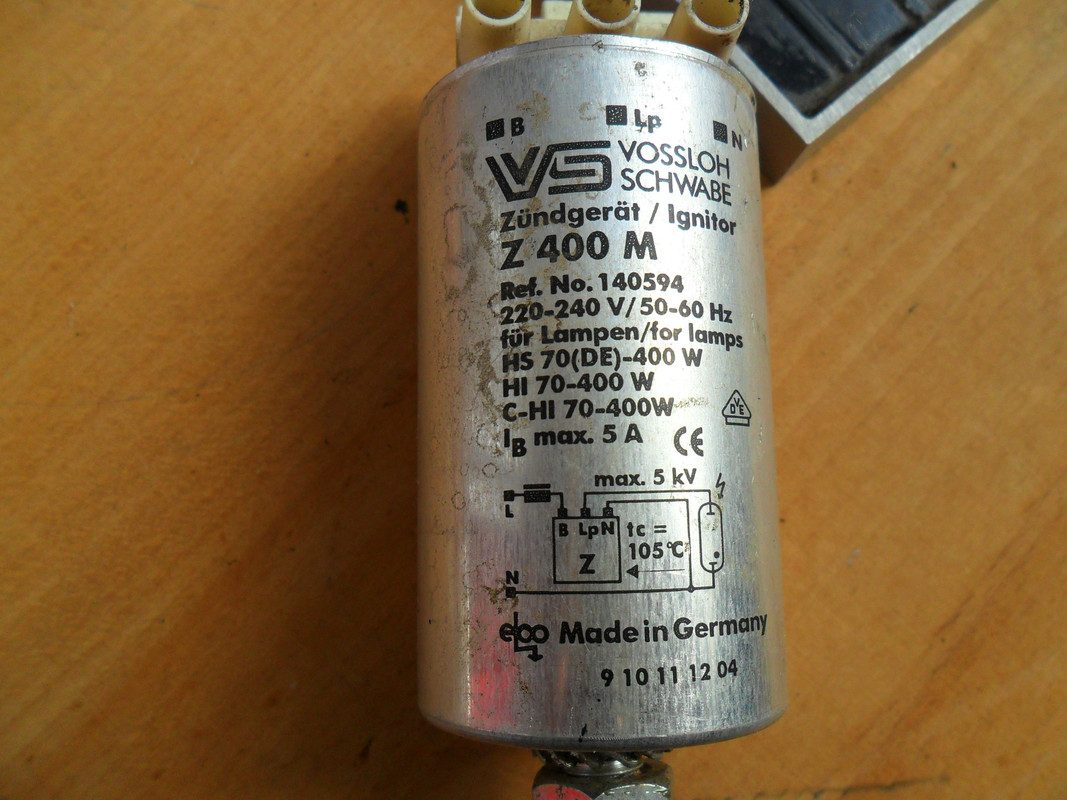 B Lp N
VS VOSSLOH
SCHWABE
Zündgerät / Ignitor
Z 400 M
Ref. No. 140594
220-240 V/50-60 Hz
für Lampen/for lamps
HS 70(DE)-400 W
HI 70-400 W
C-HI 70-400W
VDE
IB max. 5 A CE
max. 5 kV
L
B Lp N tc =
105°C
Z
N
Made in Germany
9 10 11 12 04